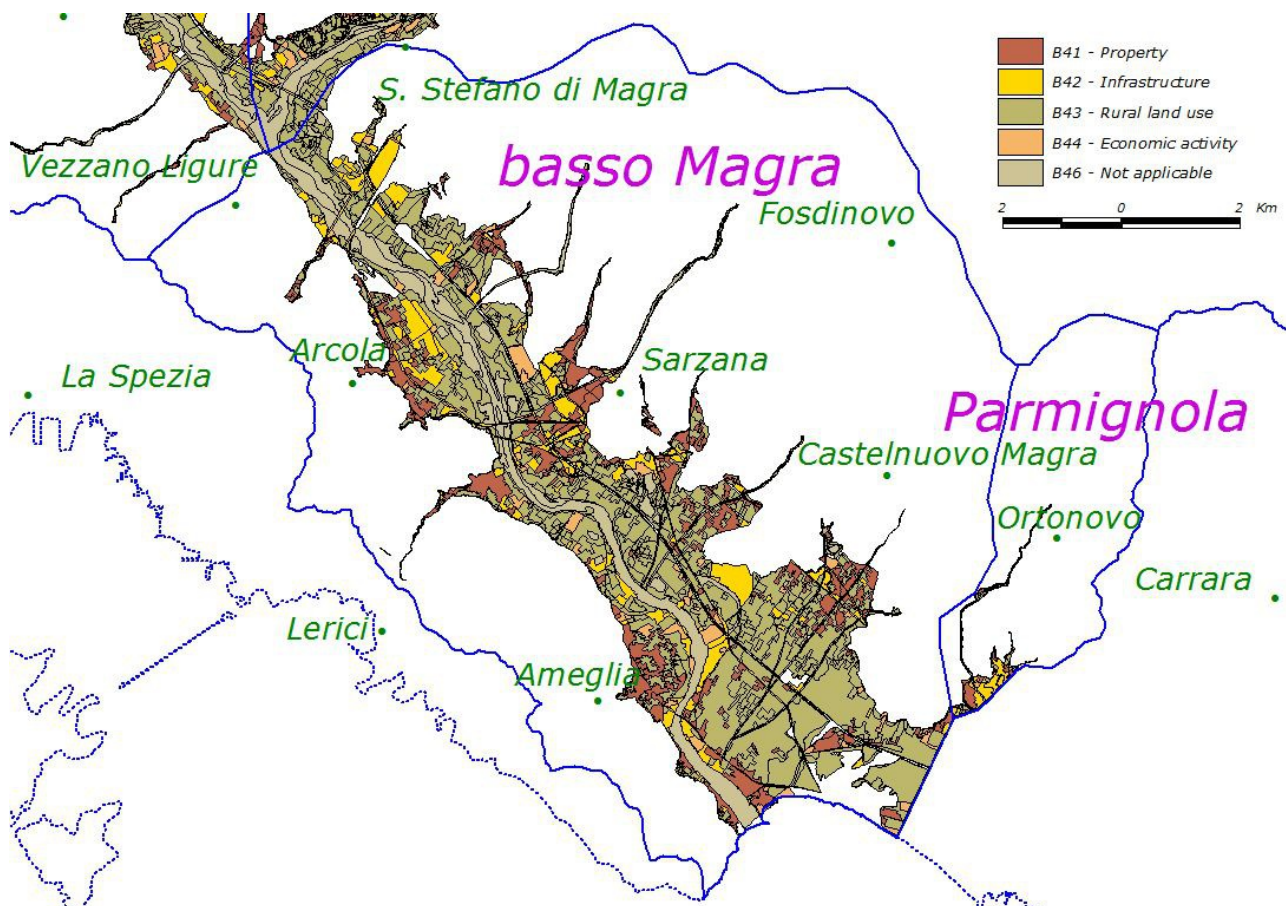 B41 - Property
B42 - Infrastructure
B43 - Rural land use
B44 - Economic activity
B46 - Not applicable
2 0 2 Km
S. Stefano di Magra
Vezzano Ligure
basso Magra
Fosdinovo
Arcola
Sarzana
La Spezia
Parmignola
Castelnuovo Magra
Ortonovo
Carrara
Lerici
Ameglia